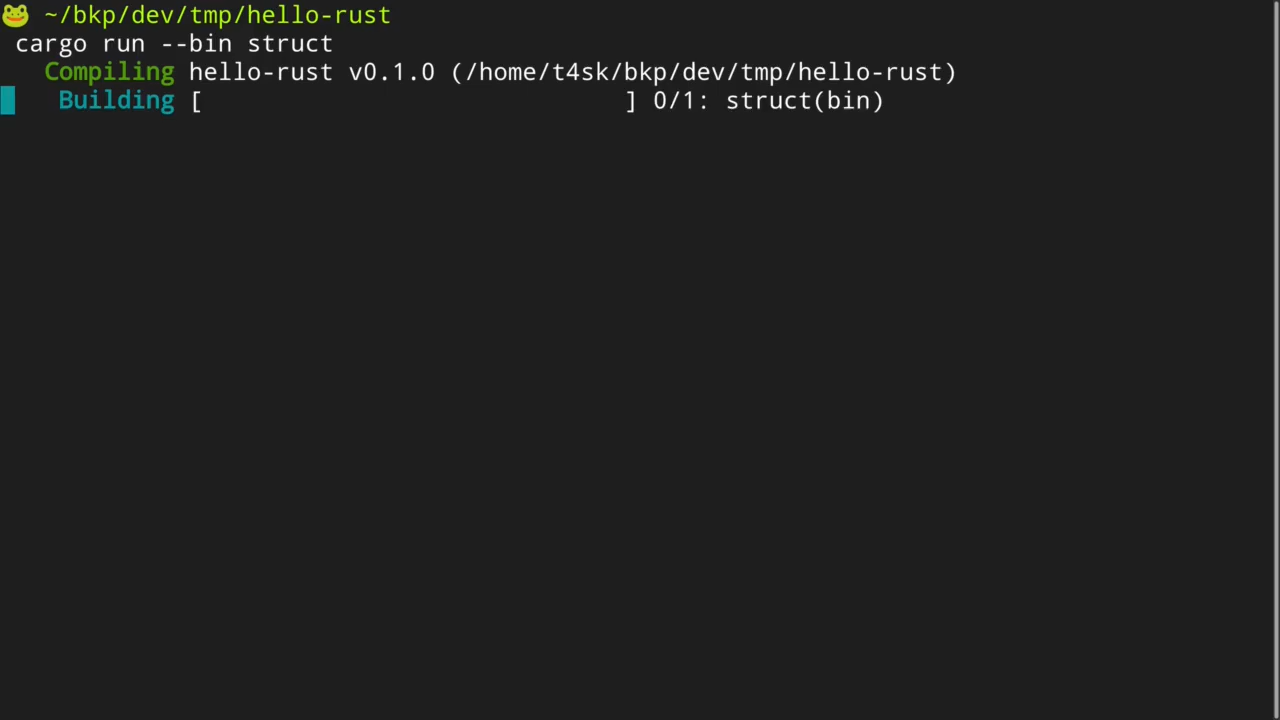 🐸 ~/bkp/dev/tmp/hello-rust
cargo run --bin struct
Compiling hello-rust v0.1.0 (/home/t4sk/bkp/dev/tmp/hello-rust)
Building [                             ] 0/1: struct(bin)